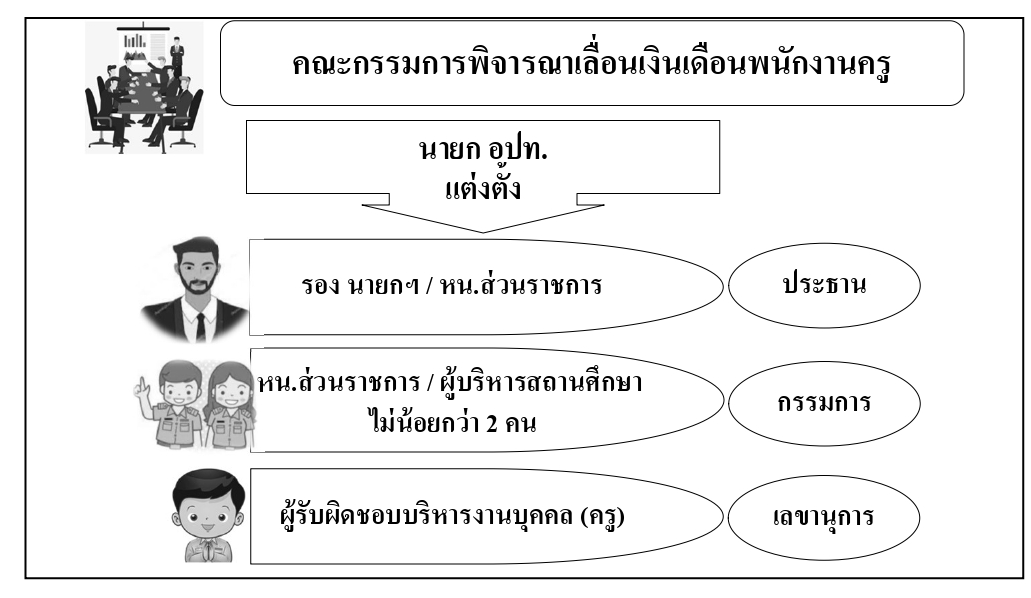 คณะกรรมการพิจารณาเลื่อนเงินเดือนพนักงานครู
นายก อปท.
แต่งตั้ง
รอง นายกฯ / หน.ส่วนราชการ
ประธาน
หน.ส่วนราชการ / ผู้บริหารสถานศึกษา
ไม่น้อยกว่า 2 คน
กรรมการ
ผู้รับผิดชอบบริหารงานบุคคล (ครู)
เลขานุการ